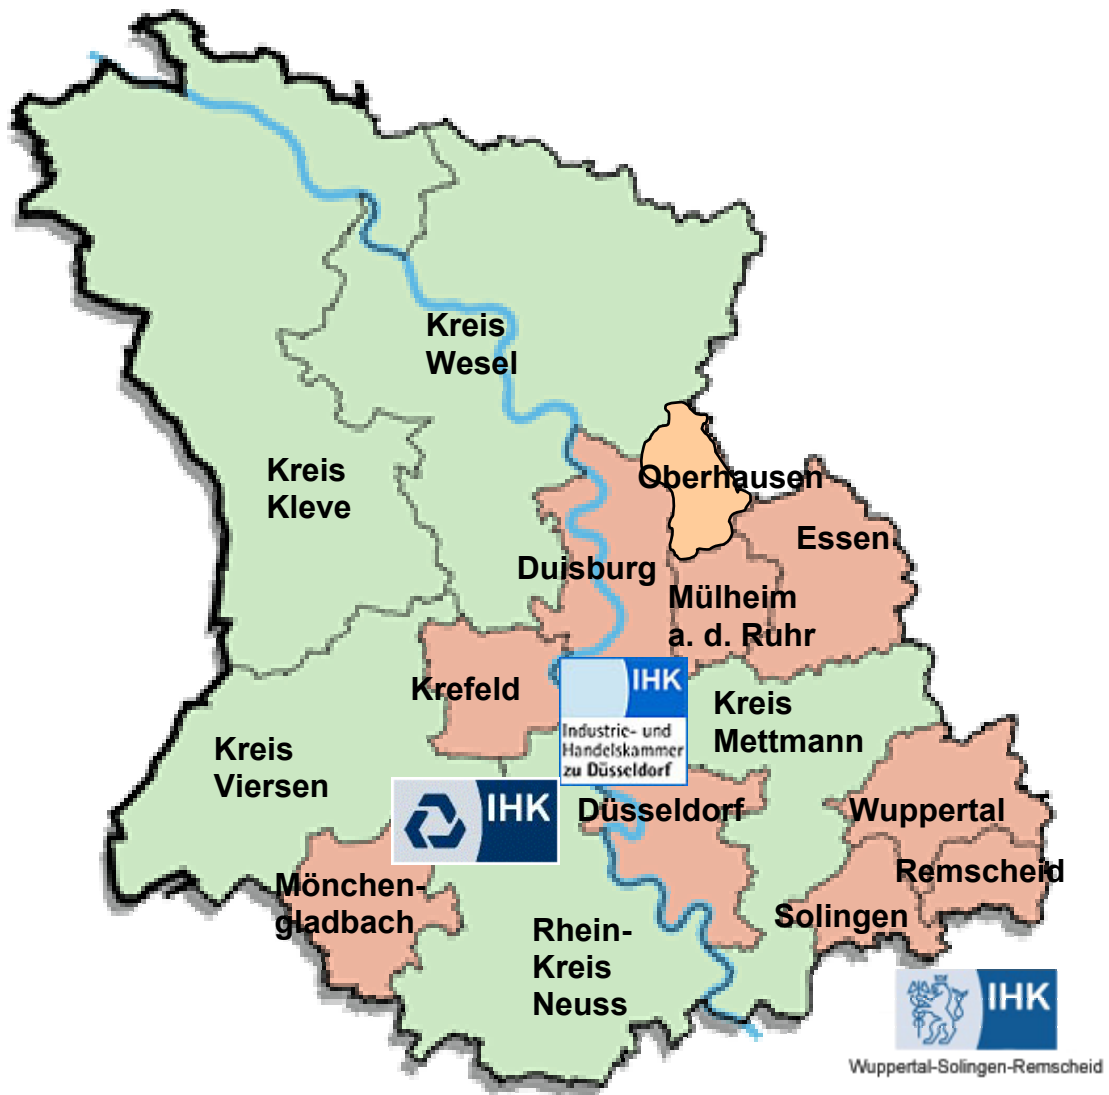 Kreis
Wesel
Kreis
Kleve
Oberhausen
Essen
Duisburg
Mülheim
a. d. Ruhr
Krefeld
IHK
Industrie- und
Handelskammer
zu Düsseldorf
Kreis
Mettmann
Kreis
Viersen
IHK
Düsseldorf
Wuppertal
Remscheid
Mönchen-
gladbach
Solingen
Rhein-
Kreis
Neuss
IHK
Wuppertal-Solingen-Remscheid